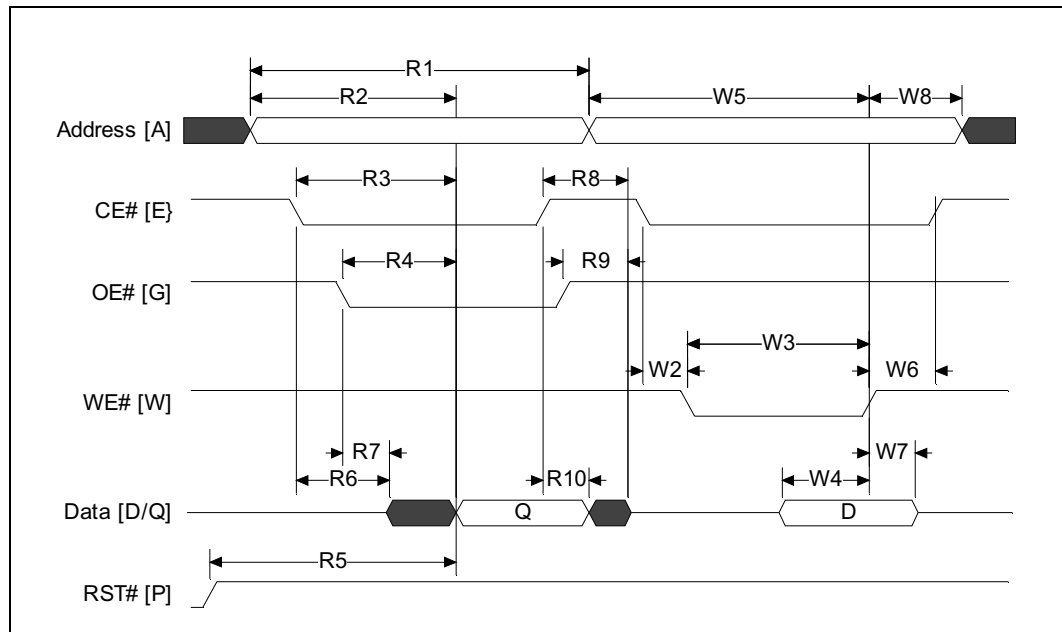 R1
R2
W5
W8
Address [A]
R3
R8
CE# [E}
R4
R9
OE# [G]
W3
W2
W6
WE# [W]
R7
W7
R6
R10
W4
Data [D/Q]
Q
D
R5
RST# [P]